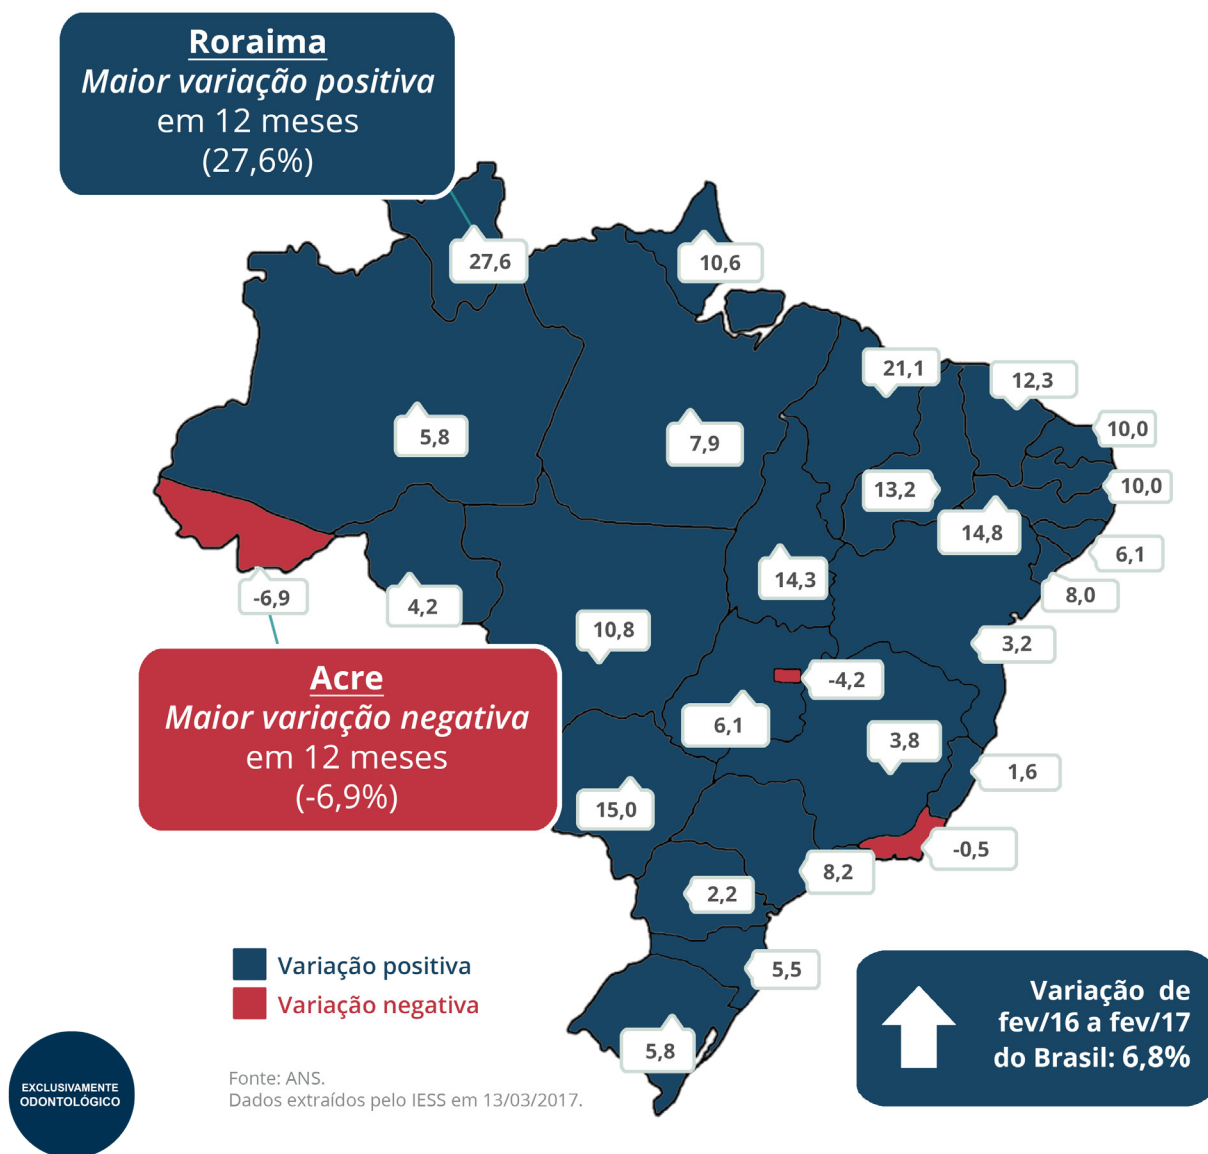 Roraima
Maior variação positiva
em 12 meses
(27,6%)
27,6
10,6
21,1
12,3
10,0
5,8
7,9
13,2
10,0
14,8
6,1
14,3
-6,9
4,2
8,0
10,8
3,2
-4,2
Acre
Maior variação negativa
em 12 meses
(-6,9%)
6,1
3,8
1,6
15,0
-0,5
8,2
2,2
5,5
5,8
Variação positiva
Variação negativa
Variação de
fev/16 a fev/17
do Brasil: 6,8%
EXCLUSIVAMENTE
ODONTOLÓGICO
Fonte: ANS.
Dados extraídos pelo IESS em 13/03/2017.